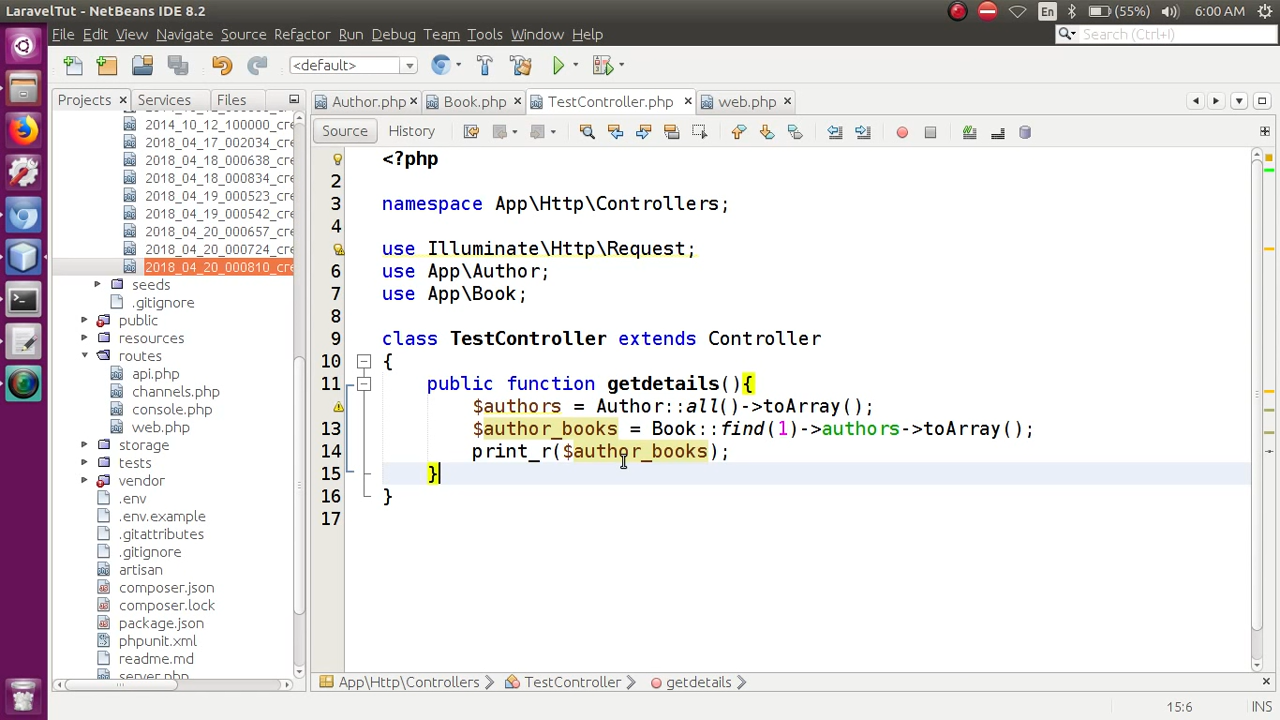 LaravelTut - NetBeans IDE 8.2
En
(55%)
6:00 AM
File Edit View Navigate Source Refactor Run Debug Team Tools Window Help
Search (Ctrl+I)
<default>
Projects Services Files
Author.php Book.php TestController.php web.php
Source History
2014_10_12_100000_cre
2018_04_17_002034_cre
2018_04_18_000638_cre
2018_04_18_000834_cre
2018_04_19_000523_cre
2018_04_19_000542_cre
2018_04_20_000657_cre
2018_04_20_000724_cre
2018_04_20_000810_cre
seeds
.gitignore
public
resources
routes
api.php
channels.php
console.php
web.php
storage
tests
vendor
.env
.env.example
.gitattributes
.gitignore
artisan
composer.json
composer.lock
package.json
phpunit.xml
readme.md
server.php
<?php
2
3 namespace App\Http\Controllers;
4
use Illuminate\Http\Request;
6 use App\Author;
7 use App\Book;
8
9 class TestController extends Controller
10 {
11 public function getdetails(){
$authors = Author::all()->toArray();
13 $author_books = Book::find(1)->authors->toArray();
14 print_r($author_books);
15 }
16 }
17
App\Http\Controllers TestController getdetails
15:6 INS